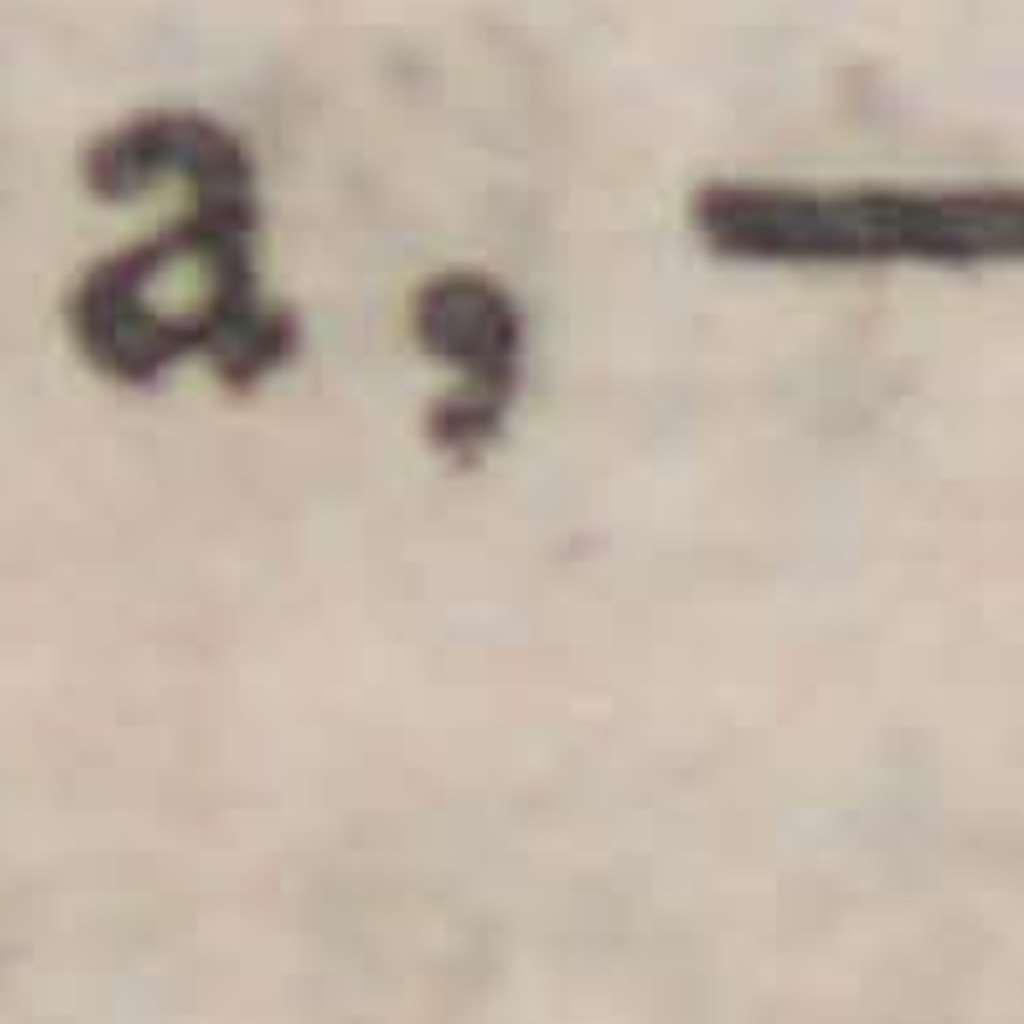 a, —